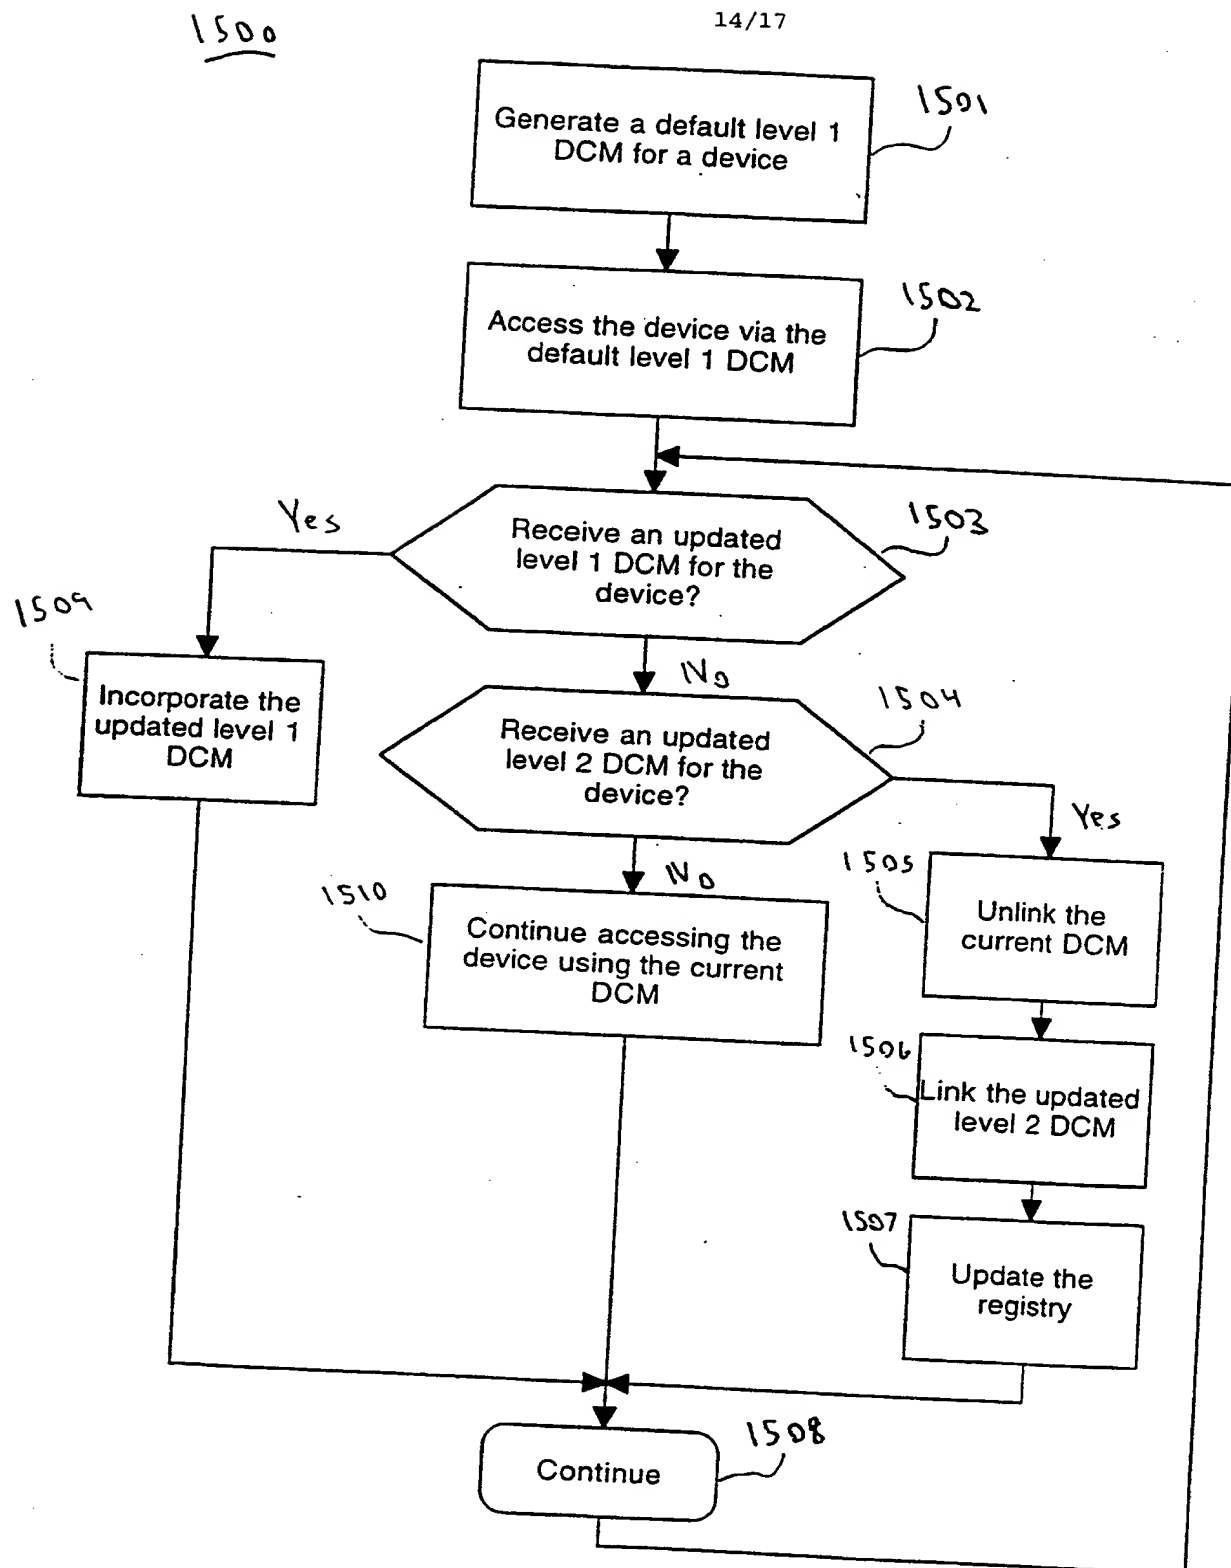 1500
14/17
Generate a default level 1
DCM for a device
1501
Access the device via the
default level 1 DCM
1502
Yes
Receive an updated
level 1 DCM for the
device?
1503
1509
Incorporate the
updated level 1
DCM
No
Receive an updated
level 2 DCM for the
device?
1504
Yes
No
1510
Continue accessing the
device using the current
DCM
1505
Unlink the
current DCM
1506
Link the updated
level 2 DCM
1507
Update the
registry
Continue
1508